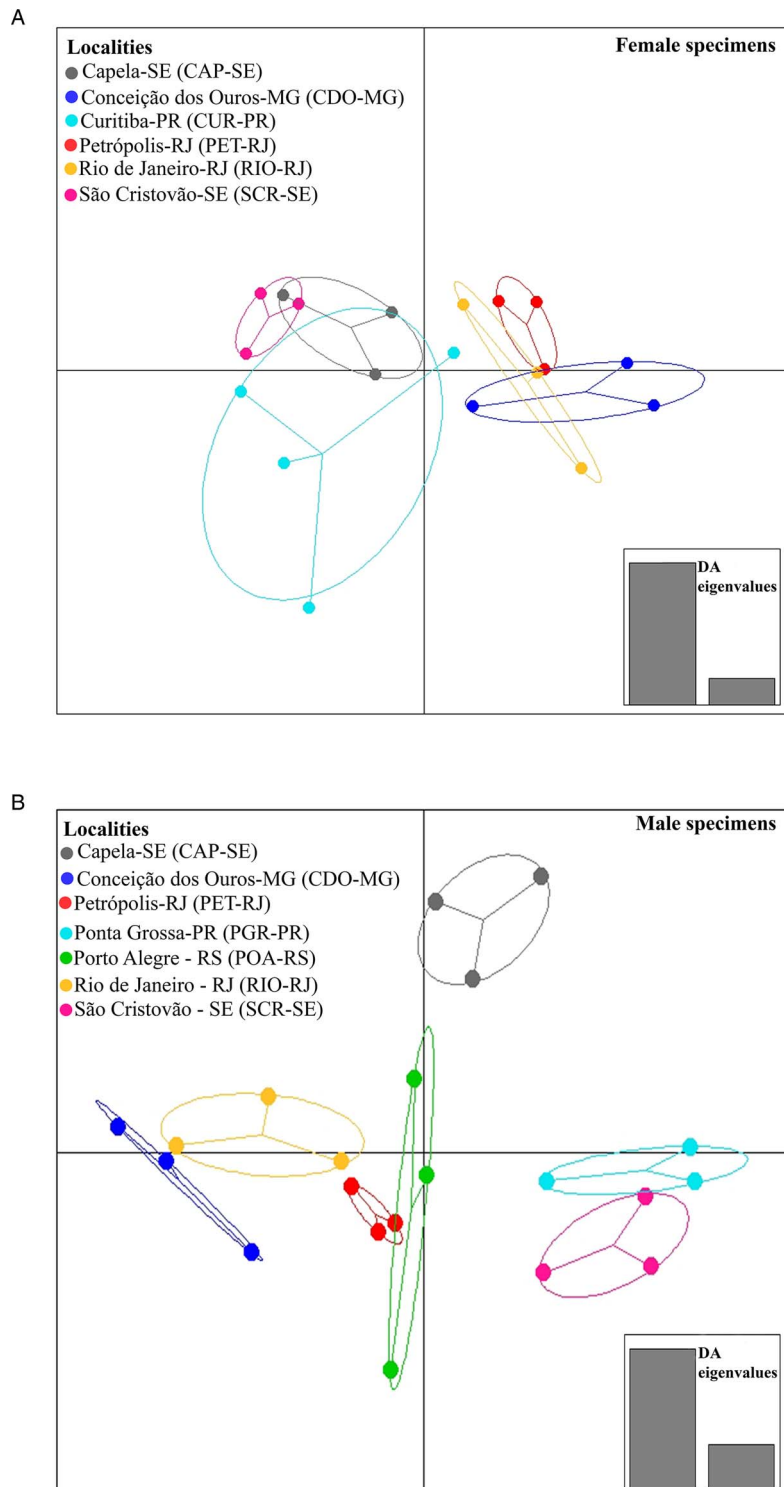 A
Localities
Female specimens
Capela-SE (CAP-SE)
Conceição dos Ouros-MG (CDO-MG)
Curitiba-PR (CUR-PR)
Petrópolis-RJ (PET-RJ)
Rio de Janeiro-RJ (RIO-RJ)
São Cristovão-SE (SCR-SE)
DA
eigenvalues
B
Localities
Male specimens
Capela-SE (CAP-SE)
Conceição dos Ouros-MG (CDO-MG)
Petrópolis-RJ (PET-RJ)
Ponta Grossa-PR (PGR-PR)
Porto Alegre - RS (POA-RS)
Rio de Janeiro - RJ (RIO-RJ)
São Cristovão - SE (SCR-SE)
DA
eigenvalues